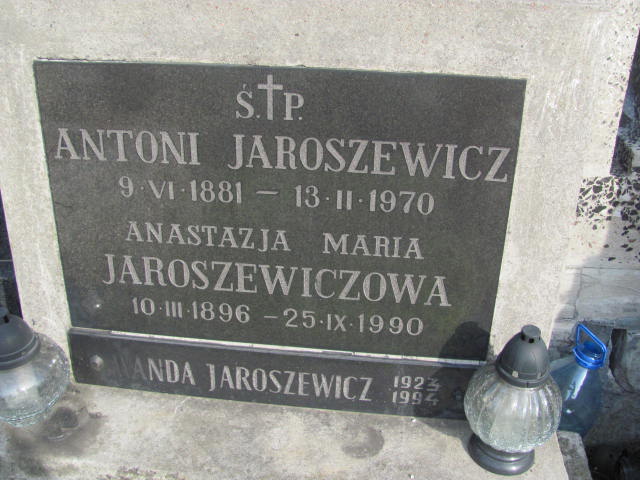 Ś.†P.
ANTONI JAROSZEWICZ
9·VI·1881 — 13·II·1970
ANASTAZJA MARIA
JAROSZEWICZOWA
10·III·1896 – 25·IX·1990
WANDA JAROSZEWICZ 1923
1994